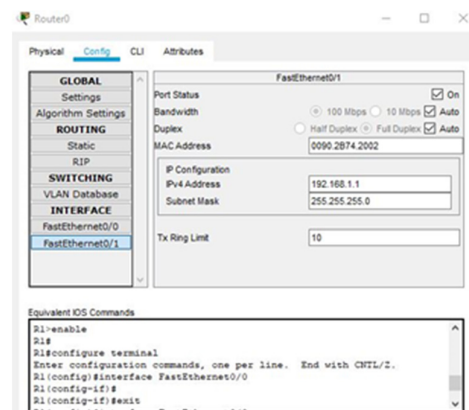 Router0
Physical Config CLI Attributes
GLOBAL
Settings
Algorithm Settings
ROUTING
Static
RIP
SWITCHING
VLAN Database
INTERFACE
FastEthernet0/0
FastEthernet0/1
FastEthernet0/1
Port Status On
Bandwidth 100 Mbps 10 Mbps Auto
Duplex Half Duplex Full Duplex Auto
MAC Address 0090.2B74.2002
IP Configuration
IPv4 Address 192.168.1.1
Subnet Mask 255.255.255.0
Tx Ring Limit 10
Equivalent IOS Commands
R1>enable
R1#
R1#configure terminal
Enter configuration commands, one per line. End with CNTL/Z.
R1(config)#interface FastEthernet0/0
R1(config-if)#
R1(config-if)#exit